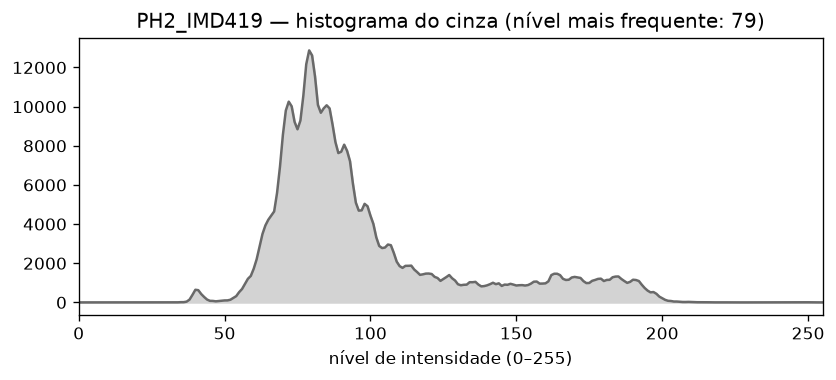 PH2_IMD419 — histograma do cinza (nível mais frequente: 79)
12000
10000
8000
6000
4000
2000
0
0 50 100 150 200 250
nível de intensidade (0–255)